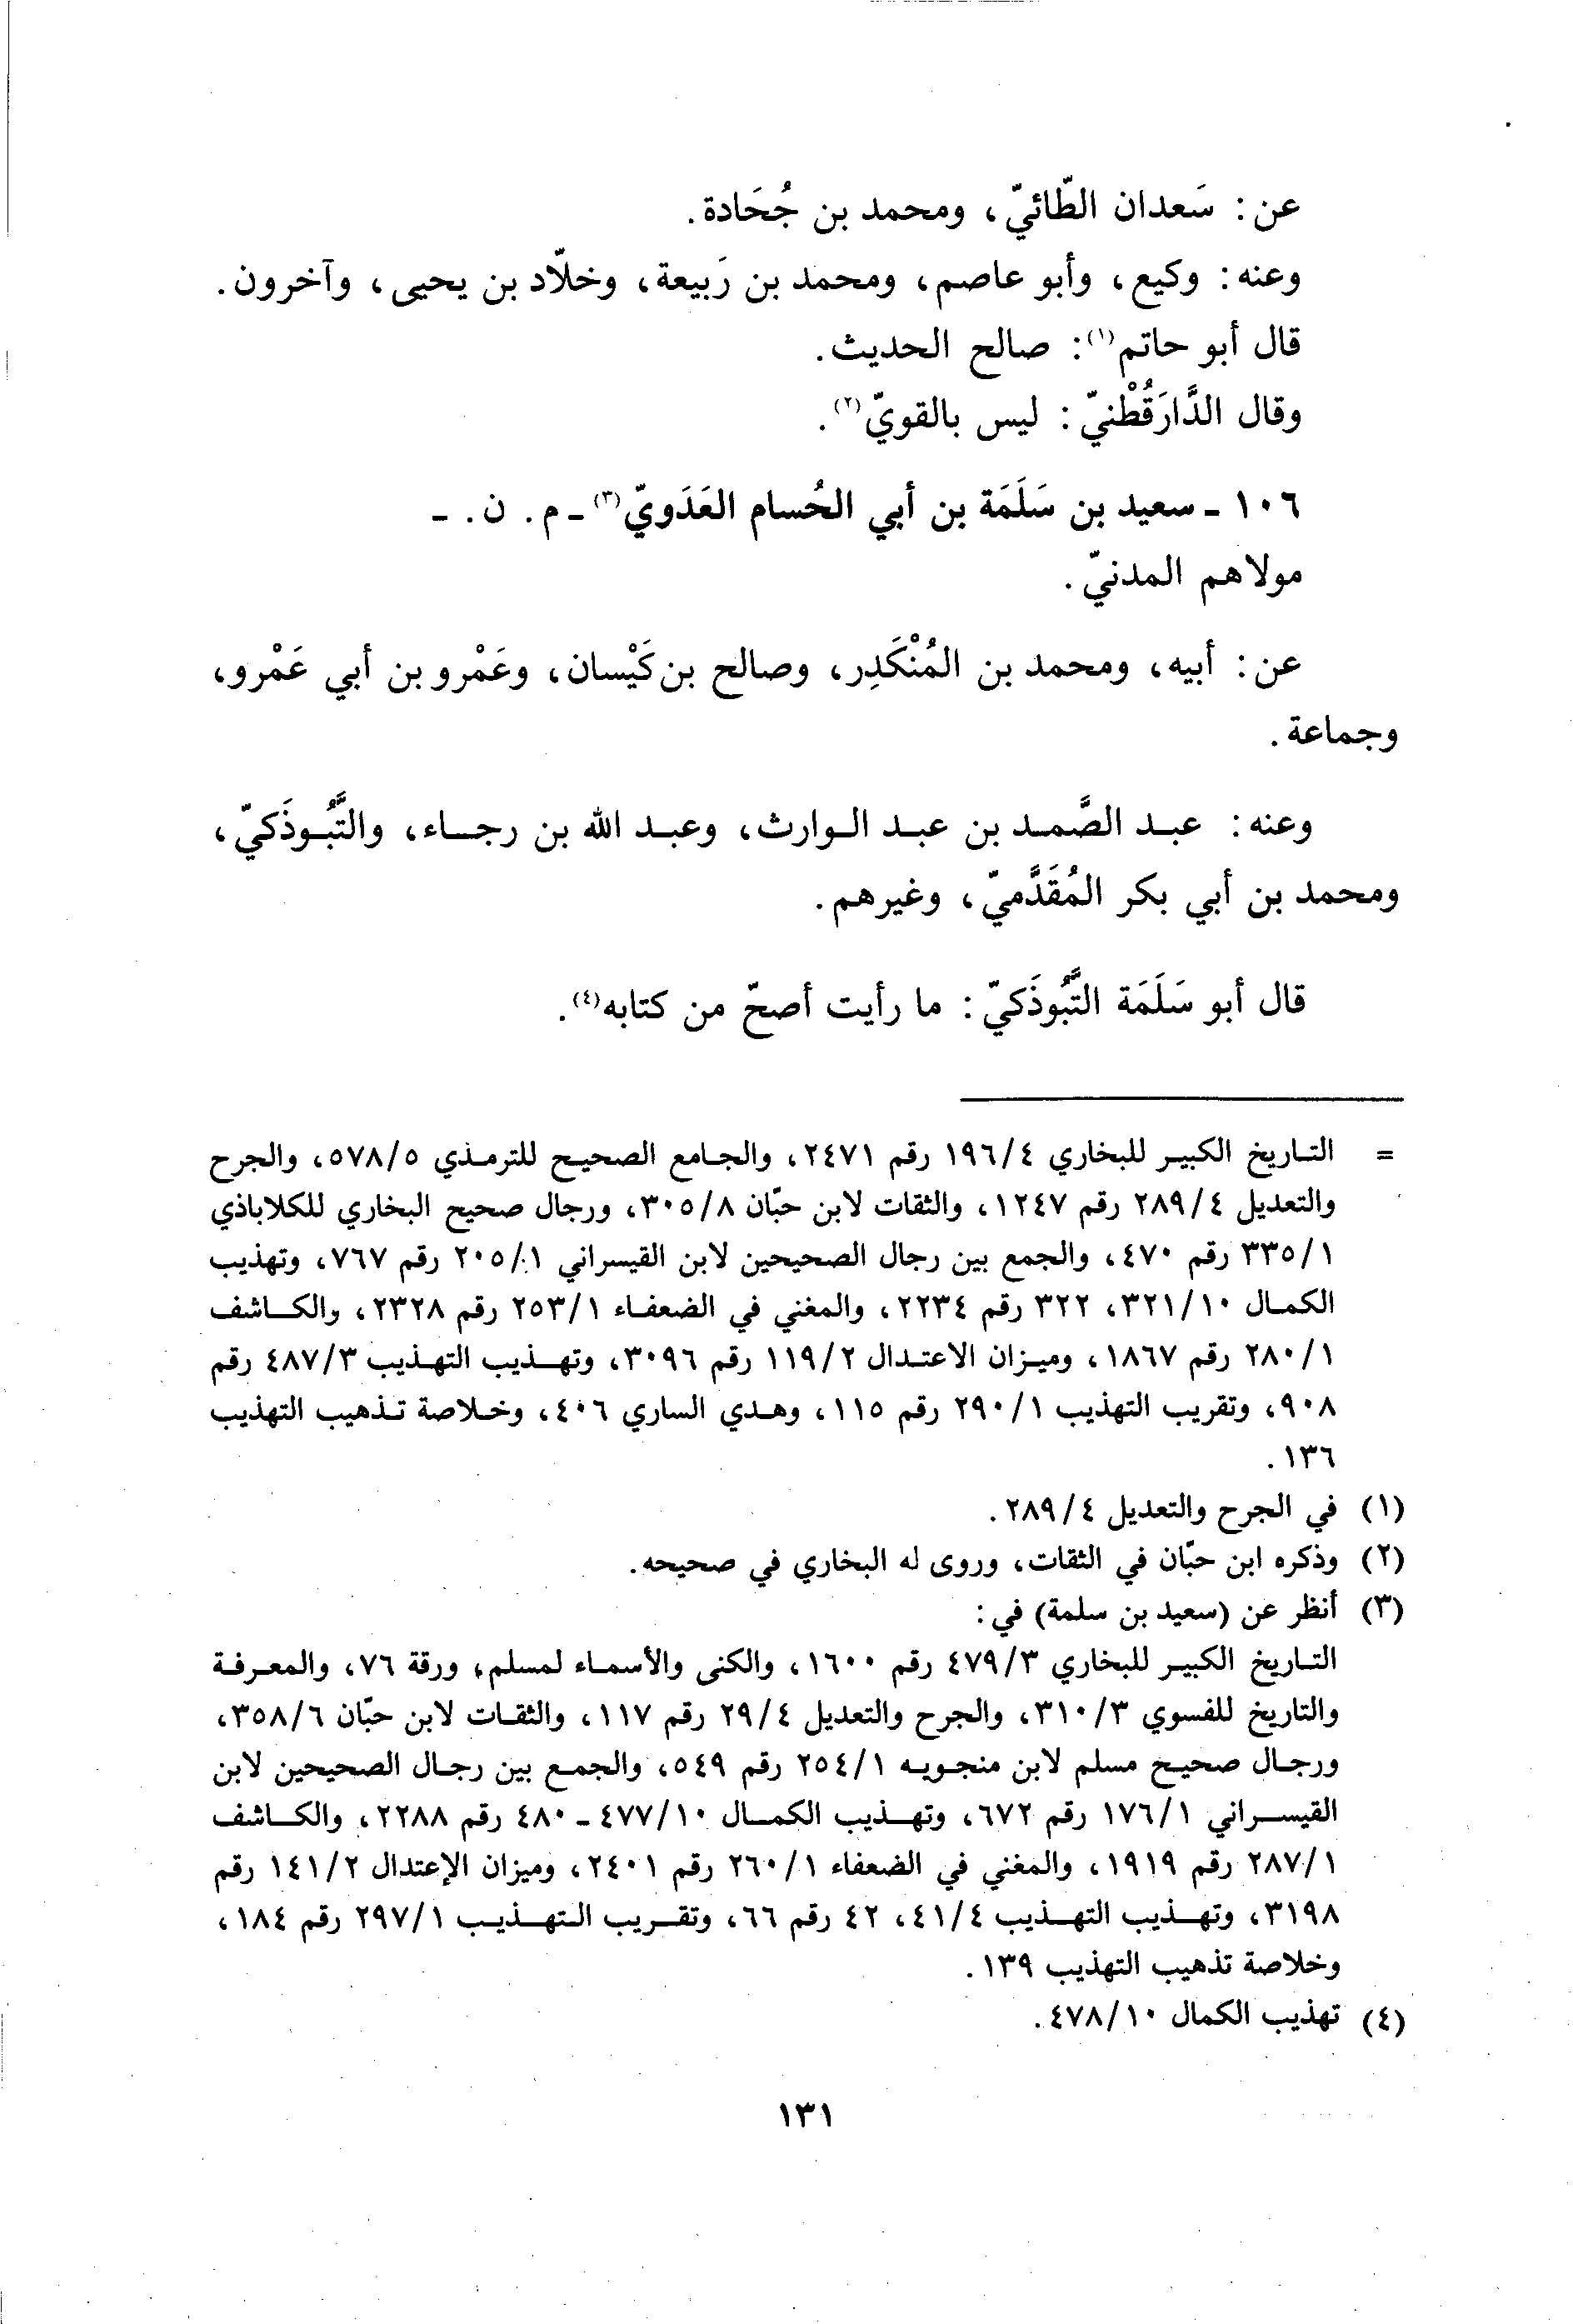 عن: سَعدان الطّائيّ، ومحمد بن جُحَادة.
وعنه: وكيع، وأبو عاصم، ومحمد بن رَبيعة، وخلّاد بن يحيى، وآخرون.
قال أبو حاتم(١): صالح الحديث.
وقال الدَّارَقُطْنيّ: ليس بالقويّ(٢).
١٠٦ - سعيد بن سَلَمَة بن أبي الحُسام العَدَويّ(٣) - م. ن. -
مولاهم المدنيّ.
عن: أبيه، ومحمد بن المُنْكَدِر، وصالح بن كَيْسان، وعَمْرو بن أبي عَمْرو،
وجماعة.
وعنه: عبد الصَّمد بن عبد الوارث، وعبد الله بن رجاء، والتَّبُوذَكيّ،
ومحمد بن أبي بكر المُقَدَّميّ، وغيرهم.
قال أبو سَلَمَة التَّبُوذَكيّ: ما رأيت أصحّ من كتابه(٤).
= التاريخ الكبير للبخاري ١٩٦/٤ رقم ٢٤٧١، والجامع الصحيح للترمذي ٥٧٨/٥، والجرح
والتعديل ٢٨٩/٤ رقم ١٢٤٧، والثقات لابن حبّان ٣٠٥/٨، ورجال صحيح البخاري للكلاباذي
٣٣٥/١ رقم ٤٧٠، والجمع بين رجال الصحيحين لابن القيسراني ٢٠٥/١ رقم ٧٦٧، وتهذيب
الكمال ٣٢١/١٠، ٣٢٢ رقم ٢٢٣٤، والمغني في الضعفاء ٢٥٣/١ رقم ٢٣٢٨، والكاشف
٢٨٠/١ رقم ١٨٦٧، وميزان الاعتدال ١١٩/٢ رقم ٣٠٩٦، وتهذيب التهذيب ٤٨٧/٣ رقم
٩٠٨، وتقريب التهذيب ٢٩٠/١ رقم ١١٥، وهدي الساري ٤٠٦، وخلاصة تذهيب التهذيب
١٣٦.
(١) في الجرح والتعديل ٢٨٩/٤.
(٢) وذكره ابن حبّان في الثقات، وروى له البخاري في صحيحه.
(٣) أنظر عن (سعيد بن سلمة) في:
التاريخ الكبير للبخاري ٤٧٩/٣ رقم ١٦٠٠، والكنى والأسماء لمسلم، ورقة ٧٦، والمعرفة
والتاريخ للفسوي ٣١٠/٣، والجرح والتعديل ٢٩/٤ رقم ١١٧، والثقات لابن حبّان ٣٥٨/٦،
ورجال صحيح مسلم لابن منجويه ٢٥٤/١ رقم ٥٤٩، والجمع بين رجال الصحيحين لابن
القيسراني ١٧٦/١ رقم ٦٧٢، وتهذيب الكمال ٤٧٧/١٠ - ٤٨٠ رقم ٢٢٨٨، والكاشف
٢٨٧/١ رقم ١٩١٩، والمغني في الضعفاء ٢٦٠/١ رقم ٢٤٠١، وميزان الإعتدال ١٤١/٢ رقم
٣١٩٨، وتهذيب التهذيب ٤١/٤، ٤٢ رقم ٦٦، وتقريب التهذيب ٢٩٧/١ رقم ١٨٤،
وخلاصة تذهيب التهذيب ١٣٩.
(٤) تهذيب الكمال ٤٧٨/١٠.
١٣١